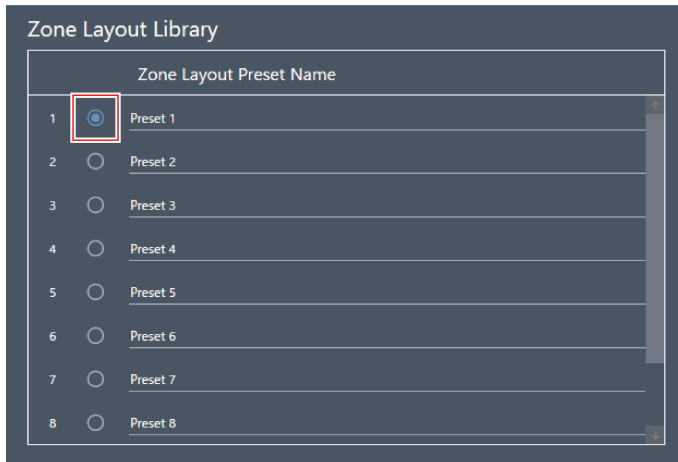 Zone Layout Library
Zone Layout Preset Name
1 Preset 1
2 Preset 2
3 Preset 3
4 Preset 4
5 Preset 5
6 Preset 6
7 Preset 7
8 Preset 8